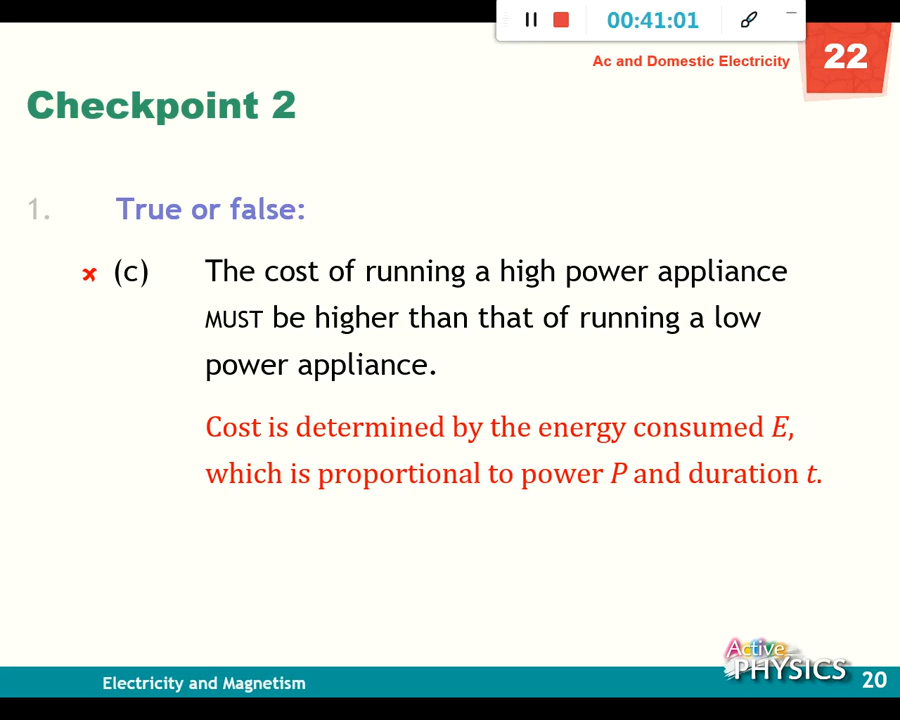 00:41:01
Ac and Domestic Electricity
22
Checkpoint 2
1. True or false:
× (c) The cost of running a high power appliance
MUST be higher than that of running a low
power appliance.
Cost is determined by the energy consumed E,
which is proportional to power P and duration t.
Active
PHYSICS
Electricity and Magnetism
20